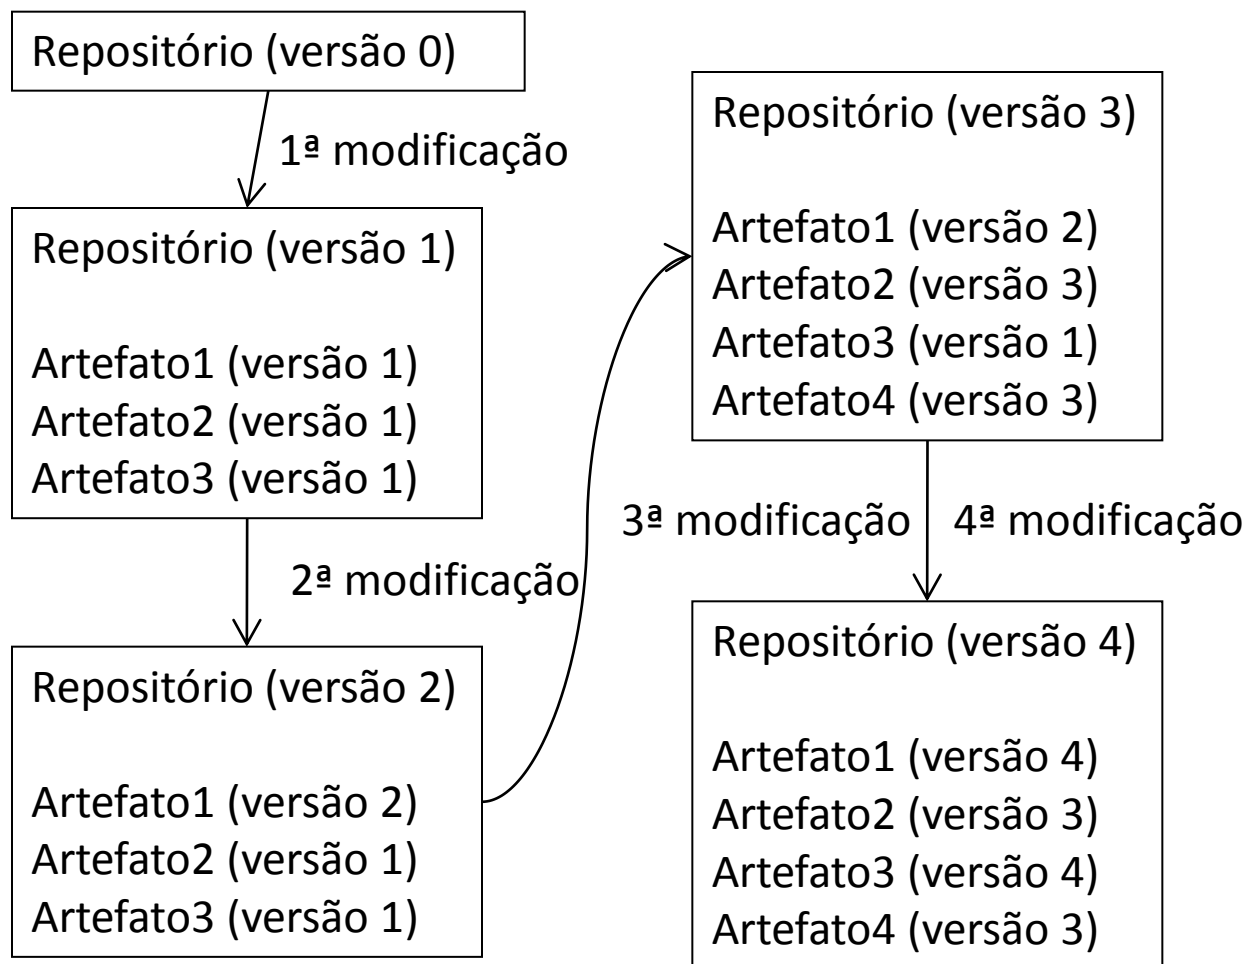 Repositório (versão 0)
1ª modificação
Repositório (versão 1)
Artefato1 (versão 1)
Artefato2 (versão 1)
Artefato3 (versão 1)
2ª modificação
Repositório (versão 2)
Artefato1 (versão 2)
Artefato2 (versão 1)
Artefato3 (versão 1)
3ª modificação
Repositório (versão 3)
Artefato1 (versão 2)
Artefato2 (versão 3)
Artefato3 (versão 1)
Artefato4 (versão 3)
4ª modificação
Repositório (versão 4)
Artefato1 (versão 4)
Artefato2 (versão 3)
Artefato3 (versão 4)
Artefato4 (versão 3)